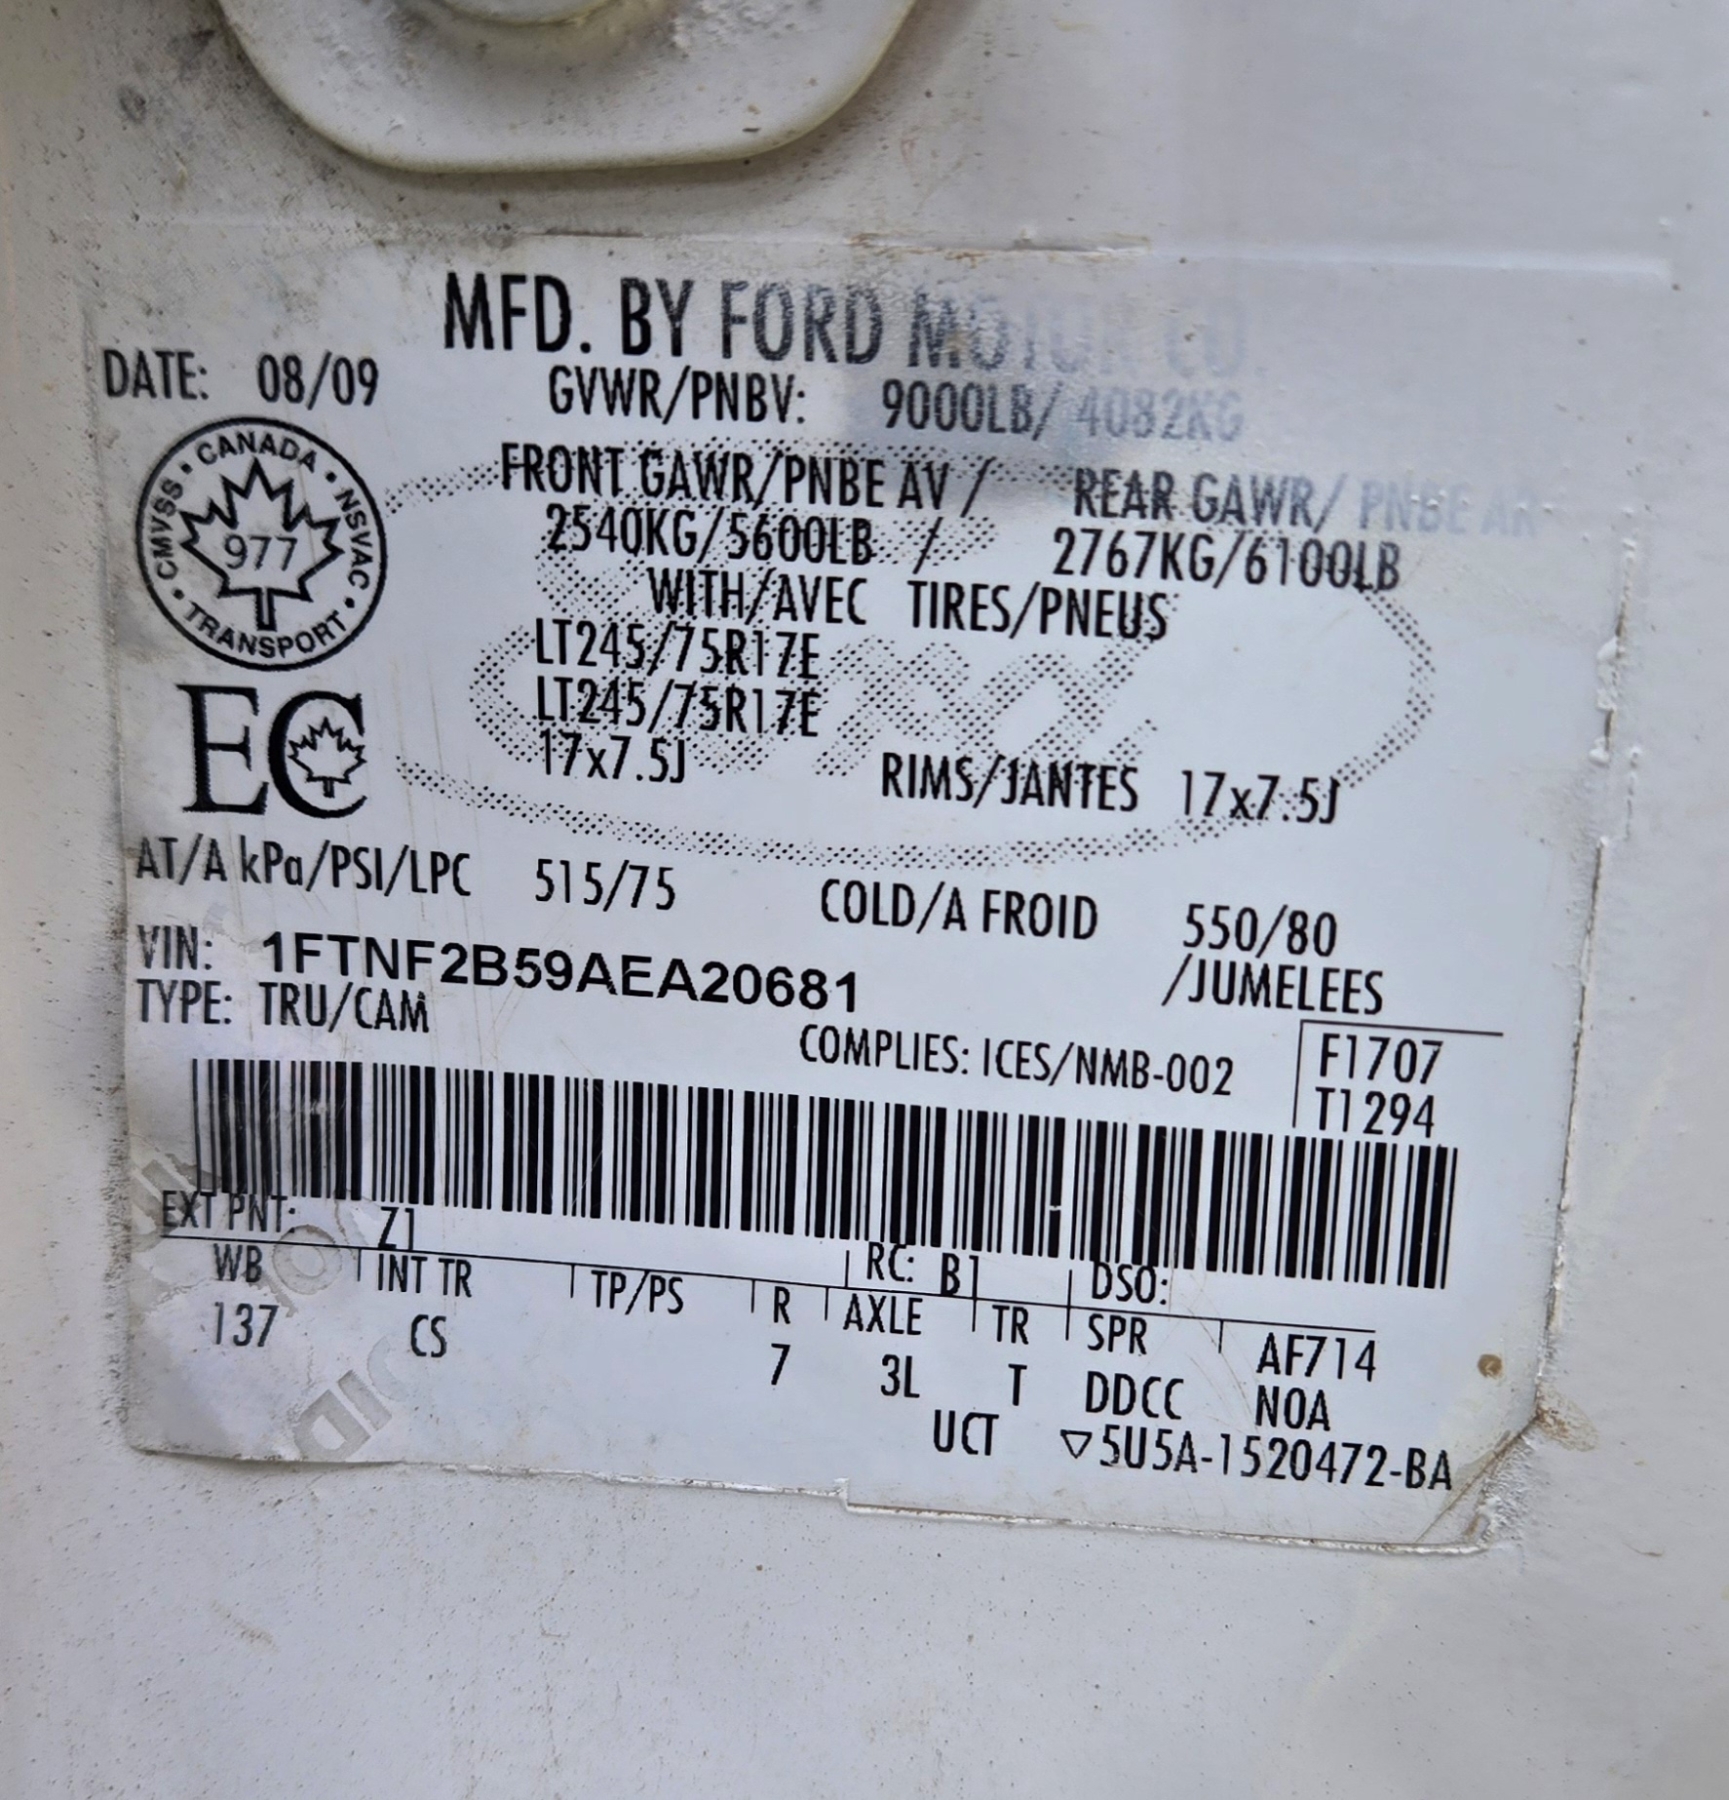 MFD. BY FORD MOTOR CO.
DATE: 08/09
GVWR/PNBV: 9000LB/ 4082KG
CANADA · NSVAC · TRANSPORT · CMVSS ·
977
FRONT GAWR/PNBE AV / REAR GAWR/ PNBE AR
2540KG/5600LB / 2767KG/6100LB
WITH/AVEC TIRES/PNEUS
LT245/75R17E
LT245/75R17E
17x7.5J RIMS/JANTES 17x7.5J
EC
AT/A kPa/PSI/LPC 515/75 COLD/A FROID 550/80
VIN: 1FTNF2B59AEA20681 /JUMELEES
TYPE: TRU/CAM
COMPLIES: ICES/NMB-002
F1707
T1294
EXT PNT: Z1 RC: B1 DSO:
WB INT TR TP/PS R AXLE TR SPR AF714
137 CS 7 3L T DDCC NOA
UCT ▽5U5A-1520472-BA